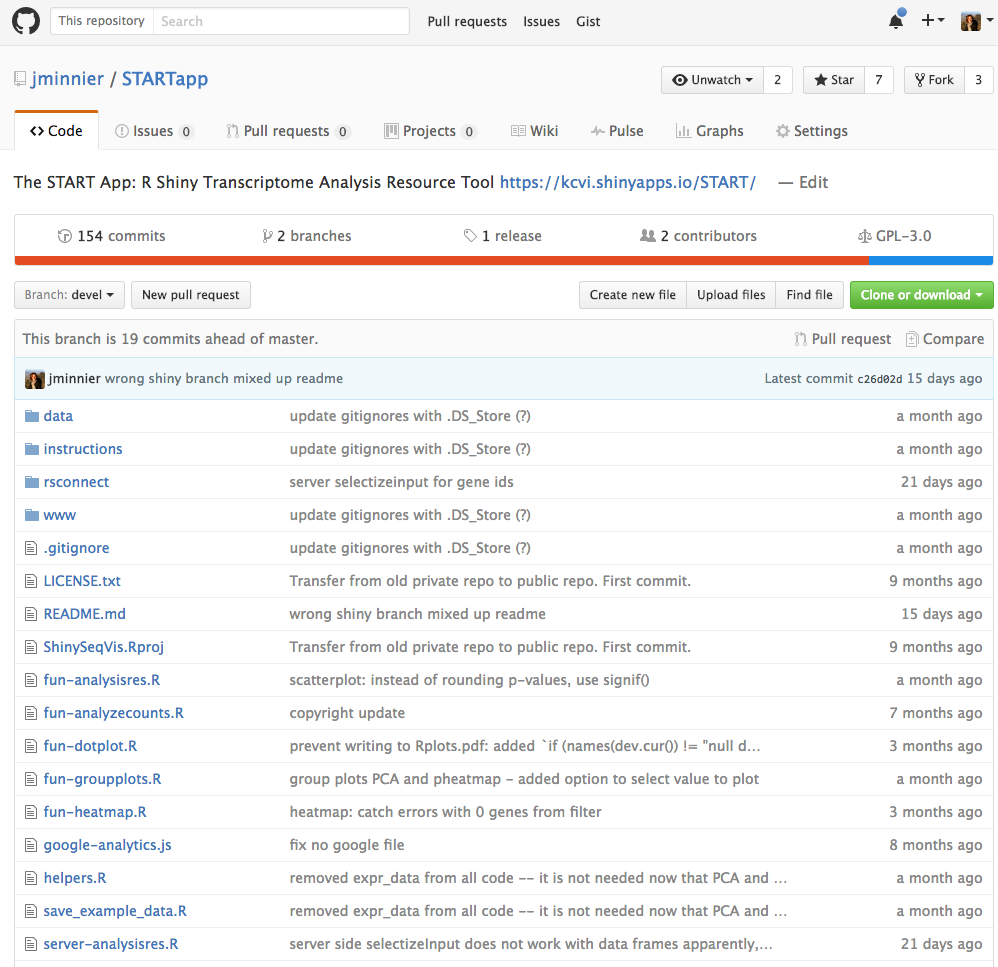 This repository Search Pull requests Issues Gist
jminnier / STARTapp Unwatch 2 Star 7 Fork 3
Code Issues 0 Pull requests 0 Projects 0 Wiki Pulse Graphs Settings
The START App: R Shiny Transcriptome Analysis Resource Tool https://kcvi.shinyapps.io/START/ — Edit
154 commits 2 branches 1 release 2 contributors GPL-3.0
Branch: devel New pull request Create new file Upload files Find file Clone or download
This branch is 19 commits ahead of master. Pull request Compare
jminnier wrong shiny branch mixed up readme Latest commit c26d02d 15 days ago
data update gitignores with .DS_Store (?) a month ago
instructions update gitignores with .DS_Store (?) a month ago
rsconnect server selectizeinput for gene ids 21 days ago
www update gitignores with .DS_Store (?) a month ago
.gitignore update gitignores with .DS_Store (?) a month ago
LICENSE.txt Transfer from old private repo to public repo. First commit. 9 months ago
README.md wrong shiny branch mixed up readme 15 days ago
ShinySeqVis.Rproj Transfer from old private repo to public repo. First commit. 9 months ago
fun-analysisres.R scatterplot: instead of rounding p-values, use signif() a month ago
fun-analyzecounts.R copyright update 7 months ago
fun-dotplot.R prevent writing to Rplots.pdf: added `if (names(dev.cur()) != "null d… 3 months ago
fun-groupplots.R group plots PCA and pheatmap - added option to select value to plot a month ago
fun-heatmap.R heatmap: catch errors with 0 genes from filter 3 months ago
google-analytics.js fix no google file 8 months ago
helpers.R removed expr_data from all code -- it is not needed now that PCA and … a month ago
save_example_data.R removed expr_data from all code -- it is not needed now that PCA and … a month ago
server-analysisres.R server side selectizeInput does not work with data frames apparently,… 21 days ago